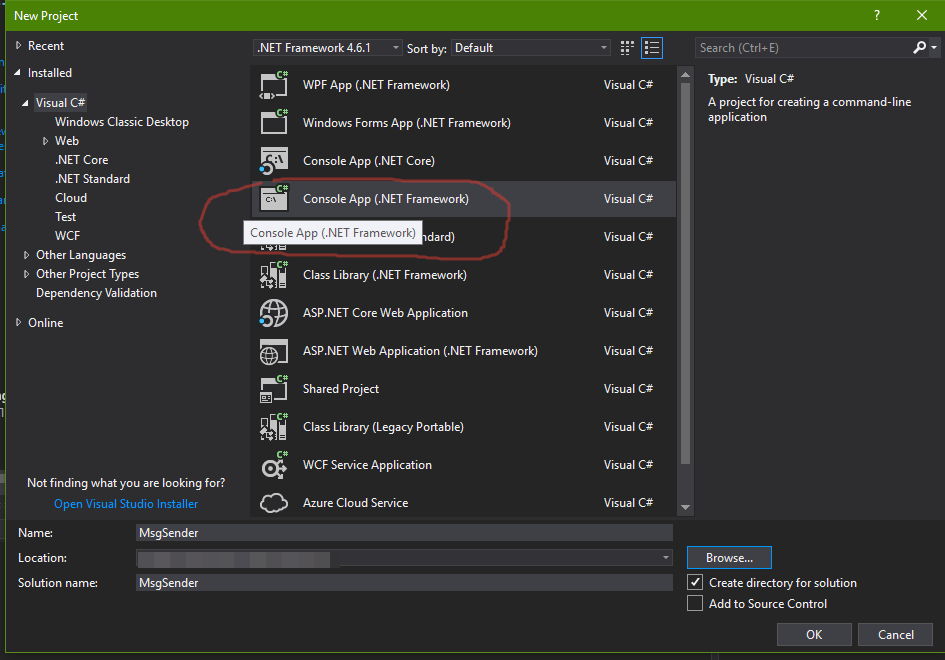 New Project
?
Recent
.NET Framework 4.6.1
Sort by: Default
Search (Ctrl+E)
Installed
Visual C#
Windows Classic Desktop
Web
.NET Core
.NET Standard
Cloud
Test
WCF
Other Languages
Other Project Types
Dependency Validation
Online
Not finding what you are looking for?
Open Visual Studio Installer
WPF App (.NET Framework) Visual C#
Windows Forms App (.NET Framework) Visual C#
Console App (.NET Core) Visual C#
Console App (.NET Framework) Visual C#
Console App (.NET Framework)
dard) Visual C#
Class Library (.NET Framework) Visual C#
ASP.NET Core Web Application Visual C#
ASP.NET Web Application (.NET Framework) Visual C#
Shared Project Visual C#
Class Library (Legacy Portable) Visual C#
WCF Service Application Visual C#
Azure Cloud Service Visual C#
Type: Visual C#
A project for creating a command-line
application
Name: MsgSender
Location:
Browse...
Solution name: MsgSender
Create directory for solution
Add to Source Control
OK
Cancel